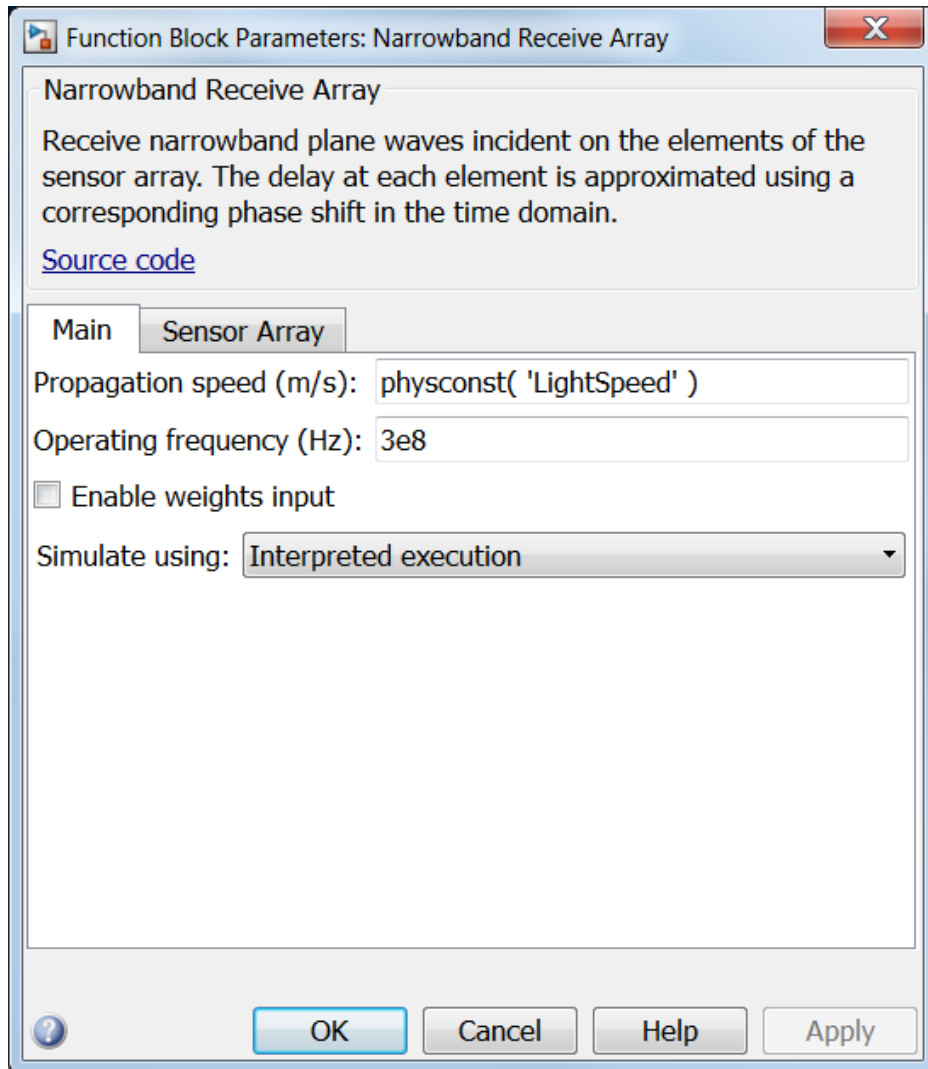 Function Block Parameters: Narrowband Receive Array
X
Narrowband Receive Array
Receive narrowband plane waves incident on the elements of the
sensor array. The delay at each element is approximated using a
corresponding phase shift in the time domain.
Source code
Main Sensor Array
Propagation speed (m/s): physconst( 'LightSpeed' )
Operating frequency (Hz): 3e8
Enable weights input
Simulate using: Interpreted execution
? OK Cancel Help Apply